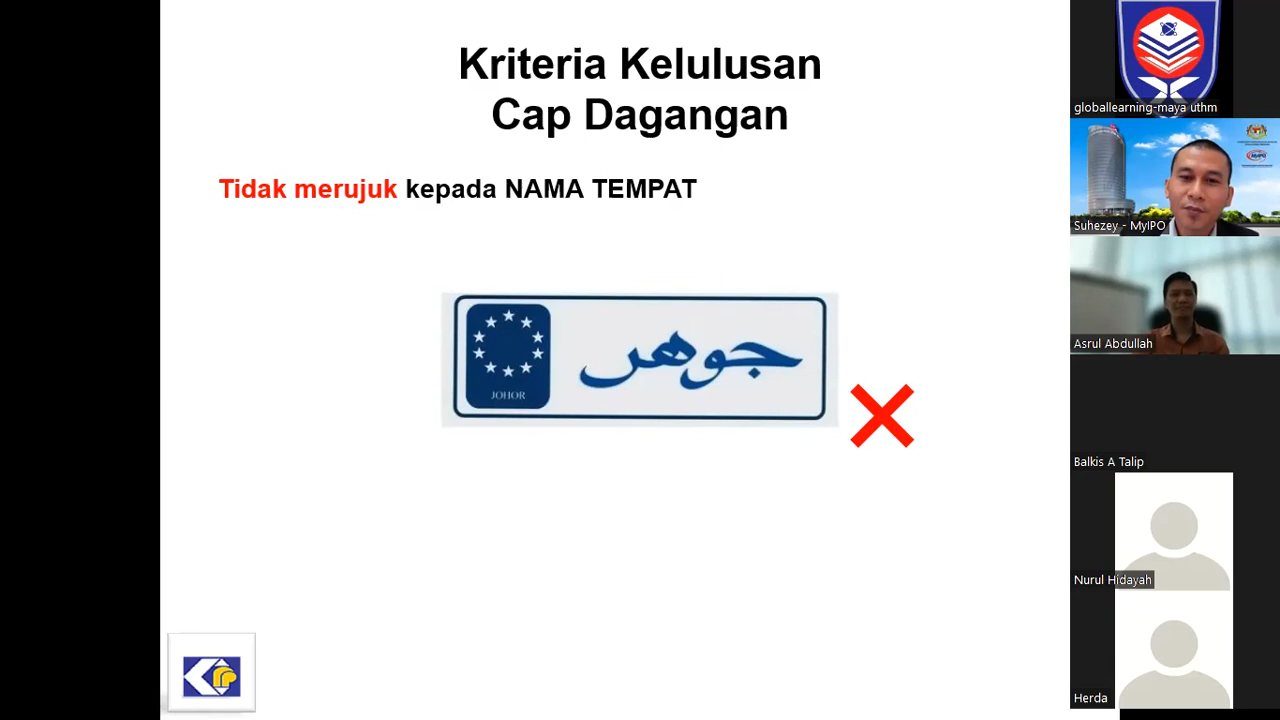 Kriteria Kelulusan
Cap Dagangan
Tidak merujuk kepada NAMA TEMPAT
جوهر
JOHOR
globallearning-maya uthm
Suhezey - MyIPO
Asrul Abdullah
Balkis A Talip
Nurul Hidayah
Herda